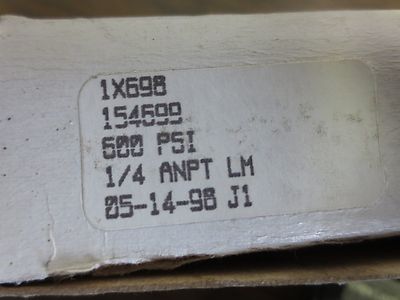 1X698
154699
600 PSI
1/4 ANPT LM
05-14-98 J1